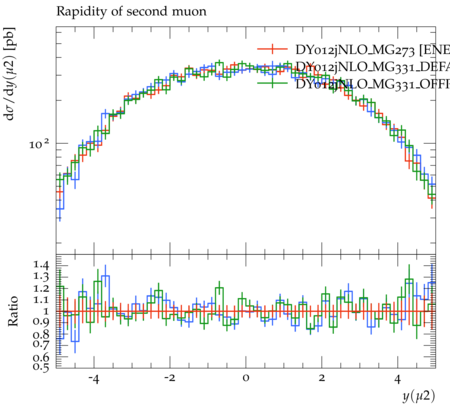 Rapidity of second muon
dσ/dy(μ2) [pb]
DY012jNLO_MG273 [ENE
DY012jNLO_MG331_DEFA
DY012jNLO_MG331_OFFI
10²
Ratio
1.4
1.3
1.2
1.1
1
0.9
0.8
0.7
0.6
0.5
-4 -2 0 2 4
y(μ2)